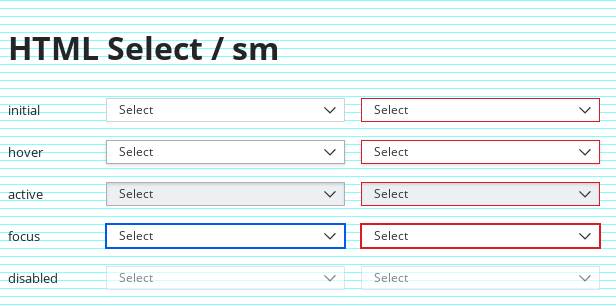 HTML Select / sm
initial Select Select
hover Select Select
active Select Select
focus Select Select
disabled Select Select